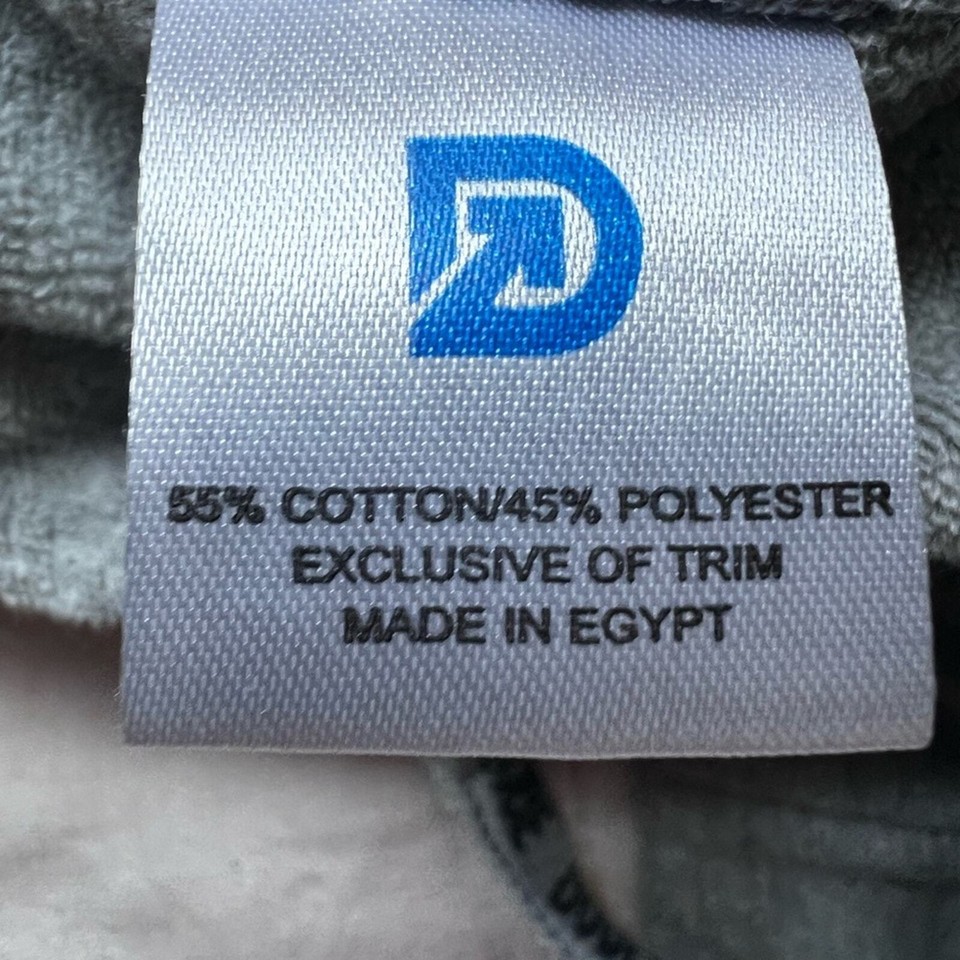 D
55% COTTON/45% POLYESTER
EXCLUSIVE OF TRIM
MADE IN EGYPT